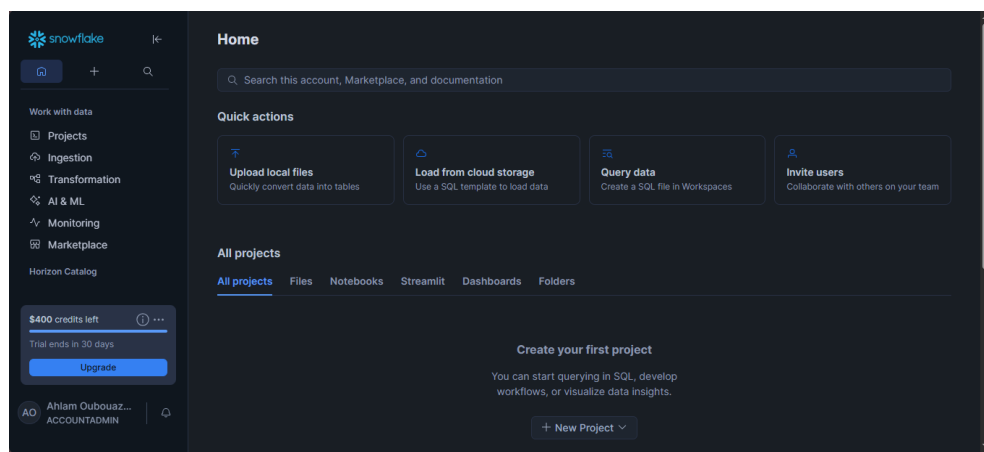 snowflake
Work with data
Projects
Ingestion
Transformation
AI & ML
Monitoring
Marketplace
Horizon Catalog
$400 credits left
Trial ends in 30 days
Upgrade
AO
Ahlam Oubouaz...
ACCOUNTADMIN
Home
Search this account, Marketplace, and documentation
Quick actions
Upload local files
Quickly convert data into tables
Load from cloud storage
Use a SQL template to load data
Query data
Create a SQL file in Workspaces
Invite users
Collaborate with others on your team
All projects
All projects Files Notebooks Streamlit Dashboards Folders
Create your first project
You can start querying in SQL, develop
workflows, or visualize data insights.
+ New Project